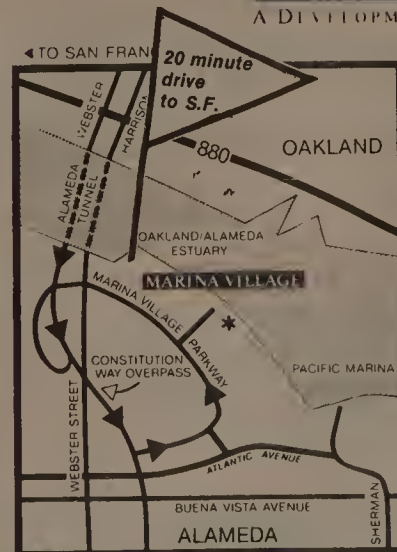 A DEVELOPM
TO SAN FRANC
20 minute
drive
to S.F.
WEBSTER
HARRISON
880
OAKLAND
ALAMEDA
TUNNEL
OAKLAND/ALAMEDA
ESTUARY
MARINA VILLAGE
MARINA VILLAGE
PARKWAY
*
PACIFIC MARINA
CONSTITUTION
WAY OVERPASS
WEBSTER STREET
ATLANTIC AVENUE
BUENA VISTA AVENUE
SHERMAN
ALAMEDA